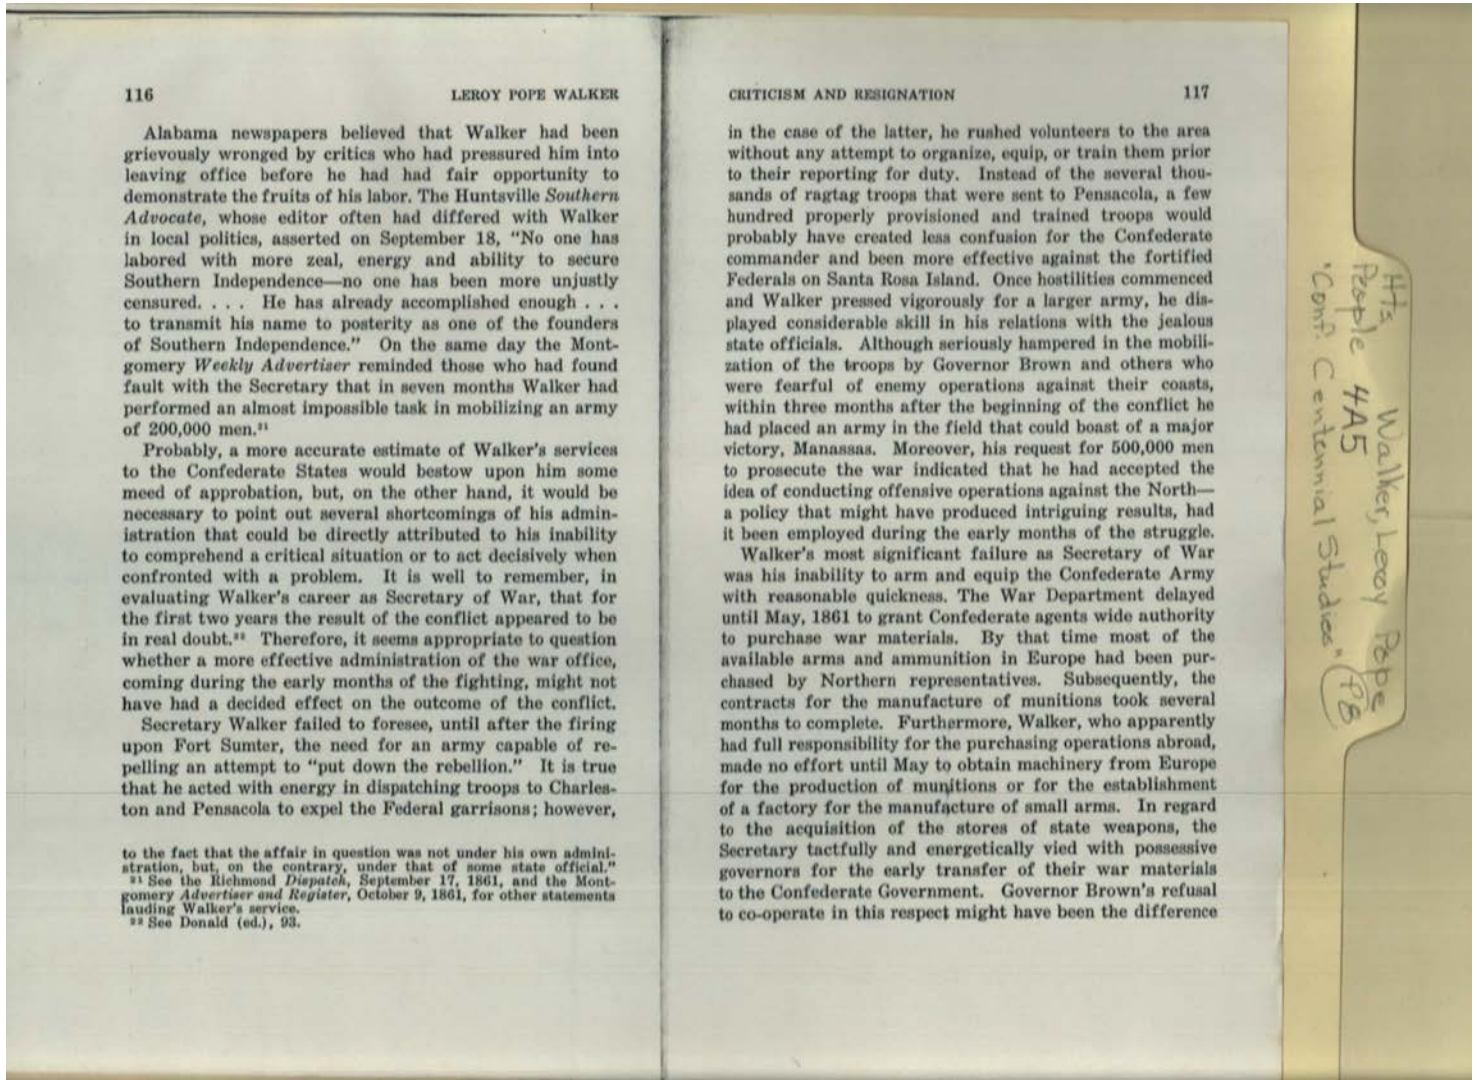 116 LEROY POPE WALKER
Alabama newspapers believed that Walker had been
grievously wronged by critics who had pressured him into
leaving office before he had had fair opportunity to
demonstrate the fruits of his labor. The Huntsville Southern
Advocate, whose editor often had differed with Walker
in local politics, asserted on September 18, "No one has
labored with more zeal, energy and ability to secure
Southern Independence—no one has been more unjustly
censured. . . . He has already accomplished enough . . .
to transmit his name to posterity as one of the founders
of Southern Independence." On the same day the Mont-
gomery Weekly Advertiser reminded those who had found
fault with the Secretary that in seven months Walker had
performed an almost impossible task in mobilizing an army
of 200,000 men.²¹
Probably, a more accurate estimate of Walker's services
to the Confederate States would bestow upon him some
meed of approbation, but, on the other hand, it would be
necessary to point out several shortcomings of his admin-
istration that could be directly attributed to his inability
to comprehend a critical situation or to act decisively when
confronted with a problem. It is well to remember, in
evaluating Walker's career as Secretary of War, that for
the first two years the result of the conflict appeared to be
in real doubt.²² Therefore, it seems appropriate to question
whether a more effective administration of the war office,
coming during the early months of the fighting, might not
have had a decided effect on the outcome of the conflict.
Secretary Walker failed to foresee, until after the firing
upon Fort Sumter, the need for an army capable of re-
pelling an attempt to "put down the rebellion." It is true
that he acted with energy in dispatching troops to Charles-
ton and Pensacola to expel the Federal garrisons; however,
to the fact that the affair in question was not under his own admini-
stration, but, on the contrary, under that of some state official."
²¹ See the Richmond Dispatch, September 17, 1861, and the Mont-
gomery Advertiser and Register, October 9, 1861, for other statements
lauding Walker's service.
²² See Donald (ed.), 93.
CRITICISM AND RESIGNATION 117
in the case of the latter, he rushed volunteers to the area
without any attempt to organize, equip, or train them prior
to their reporting for duty. Instead of the several thou-
sands of ragtag troops that were sent to Pensacola, a few
hundred properly provisioned and trained troops would
probably have created less confusion for the Confederate
commander and been more effective against the fortified
Federals on Santa Rosa Island. Once hostilities commenced
and Walker pressed vigorously for a larger army, he dis-
played considerable skill in his relations with the jealous
state officials. Although seriously hampered in the mobili-
zation of the troops by Governor Brown and others who
were fearful of enemy operations against their coasts,
within three months after the beginning of the conflict he
had placed an army in the field that could boast of a major
victory, Manassas. Moreover, his request for 500,000 men
to prosecute the war indicated that he had accepted the
idea of conducting offensive operations against the North—
a policy that might have produced intriguing results, had
it been employed during the early months of the struggle.
Walker's most significant failure as Secretary of War
was his inability to arm and equip the Confederate Army
with reasonable quickness. The War Department delayed
until May, 1861 to grant Confederate agents wide authority
to purchase war materials. By that time most of the
available arms and ammunition in Europe had been pur-
chased by Northern representatives. Subsequently, the
contracts for the manufacture of munitions took several
months to complete. Furthermore, Walker, who apparently
had full responsibility for the purchasing operations abroad,
made no effort until May to obtain machinery from Europe
for the production of munitions or for the establishment
of a factory for the manufacture of small arms. In regard
to the acquisition of the stores of state weapons, the
Secretary tactfully and energetically vied with possessive
governors for the early transfer of their war materials
to the Confederate Government. Governor Brown's refusal
to co-operate in this respect might have been the difference
Hts Walker, Leroy Pope
People 4A5
"Conf. Centennial Studies" P8